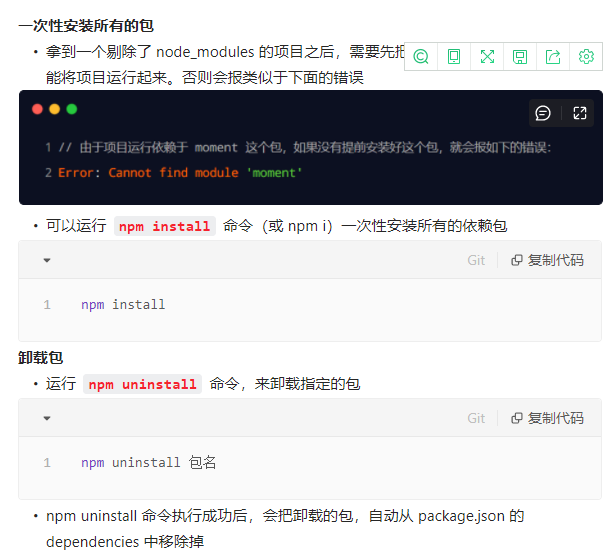 一次性安装所有的包
• 拿到一个剔除了 node_modules 的项目之后，需要先把
能将项目运行起来。否则会报类似于下面的错误
1 // 由于项目运行依赖于 moment 这个包，如果没有提前安装好这个包，就会报如下的错误：
2 Error: Cannot find module 'moment'
• 可以运行 npm install 命令（或 npm i）一次性安装所有的依赖包
Git 复制代码
1 npm install
卸载包
• 运行 npm uninstall 命令，来卸载指定的包
Git 复制代码
1 npm uninstall 包名
• npm uninstall 命令执行成功后，会把卸载的包，自动从 package.json 的
dependencies 中移除掉